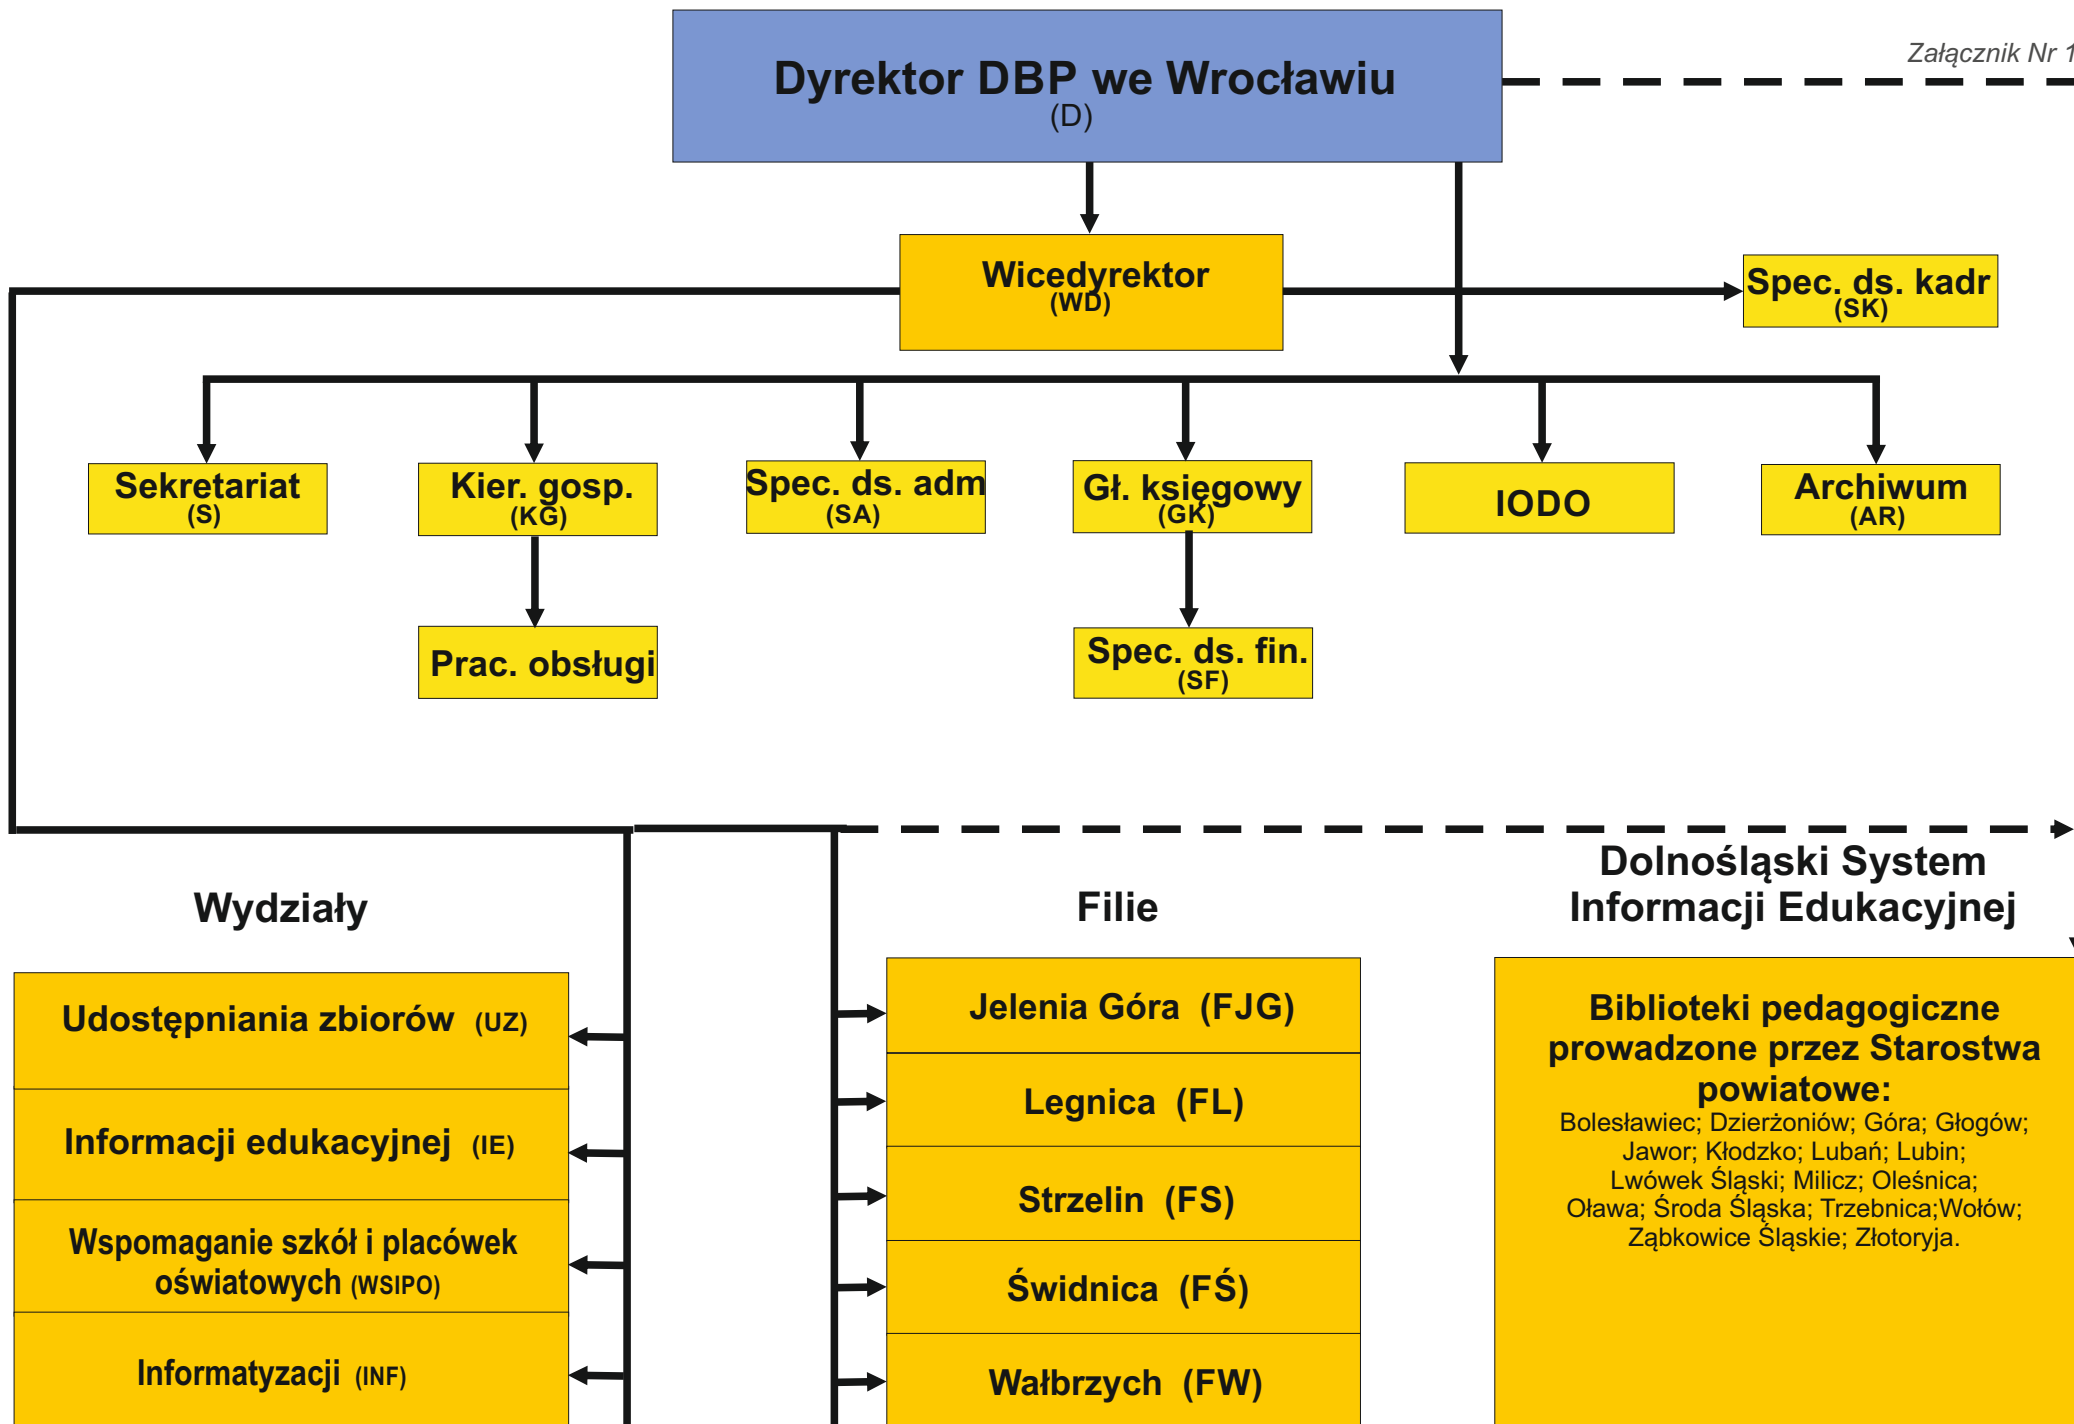 Załącznik Nr 1
Dyrektor DBP we Wrocławiu
(D)
Wicedyrektor
(WD)
Spec. ds. kadr
(SK)
Sekretariat
(S)
Kier. gosp.
(KG)
Spec. ds. adm
(SA)
Gł. księgowy
(GK)
IODO
Archiwum
(AR)
Prac. obsługi
Spec. ds. fin.
(SF)
Wydziały
Udostępniania zbiorów (UZ)
Informacji edukacyjnej (IE)
Wspomaganie szkół i placówek
oświatowych (WSIPO)
Informatyzacji (INF)
Filie
Jelenia Góra (FJG)
Legnica (FL)
Strzelin (FS)
Świdnica (FŚ)
Wałbrzych (FW)
Dolnośląski System
Informacji Edukacyjnej
Biblioteki pedagogiczne
prowadzone przez Starostwa
powiatowe:
Bolesławiec; Dzierżoniów; Góra; Głogów;
Jawor; Kłodzko; Lubań; Lubin;
Lwówek Śląski; Milicz; Oleśnica;
Oława; Środa Śląska; Trzebnica;Wołów;
Ząbkowice Śląskie; Złotoryja.